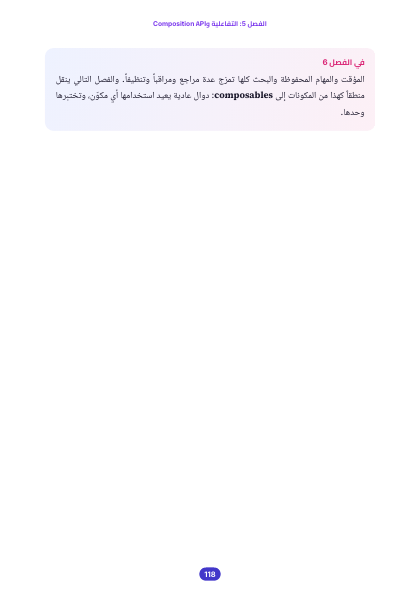 الفصل 5: التفاعلية وComposition API
في الفصل 6
المؤقت والمهام المحفوظة والبحث كلها تمزج عدة مراجع ومراقباً وتنظيفاً. والفصل التالي ينقل
منطقاً كهذا من المكونات إلى composables: دوال عادية يعيد استخدامها أي مكوّن، وتختبرها
وحدها.
118